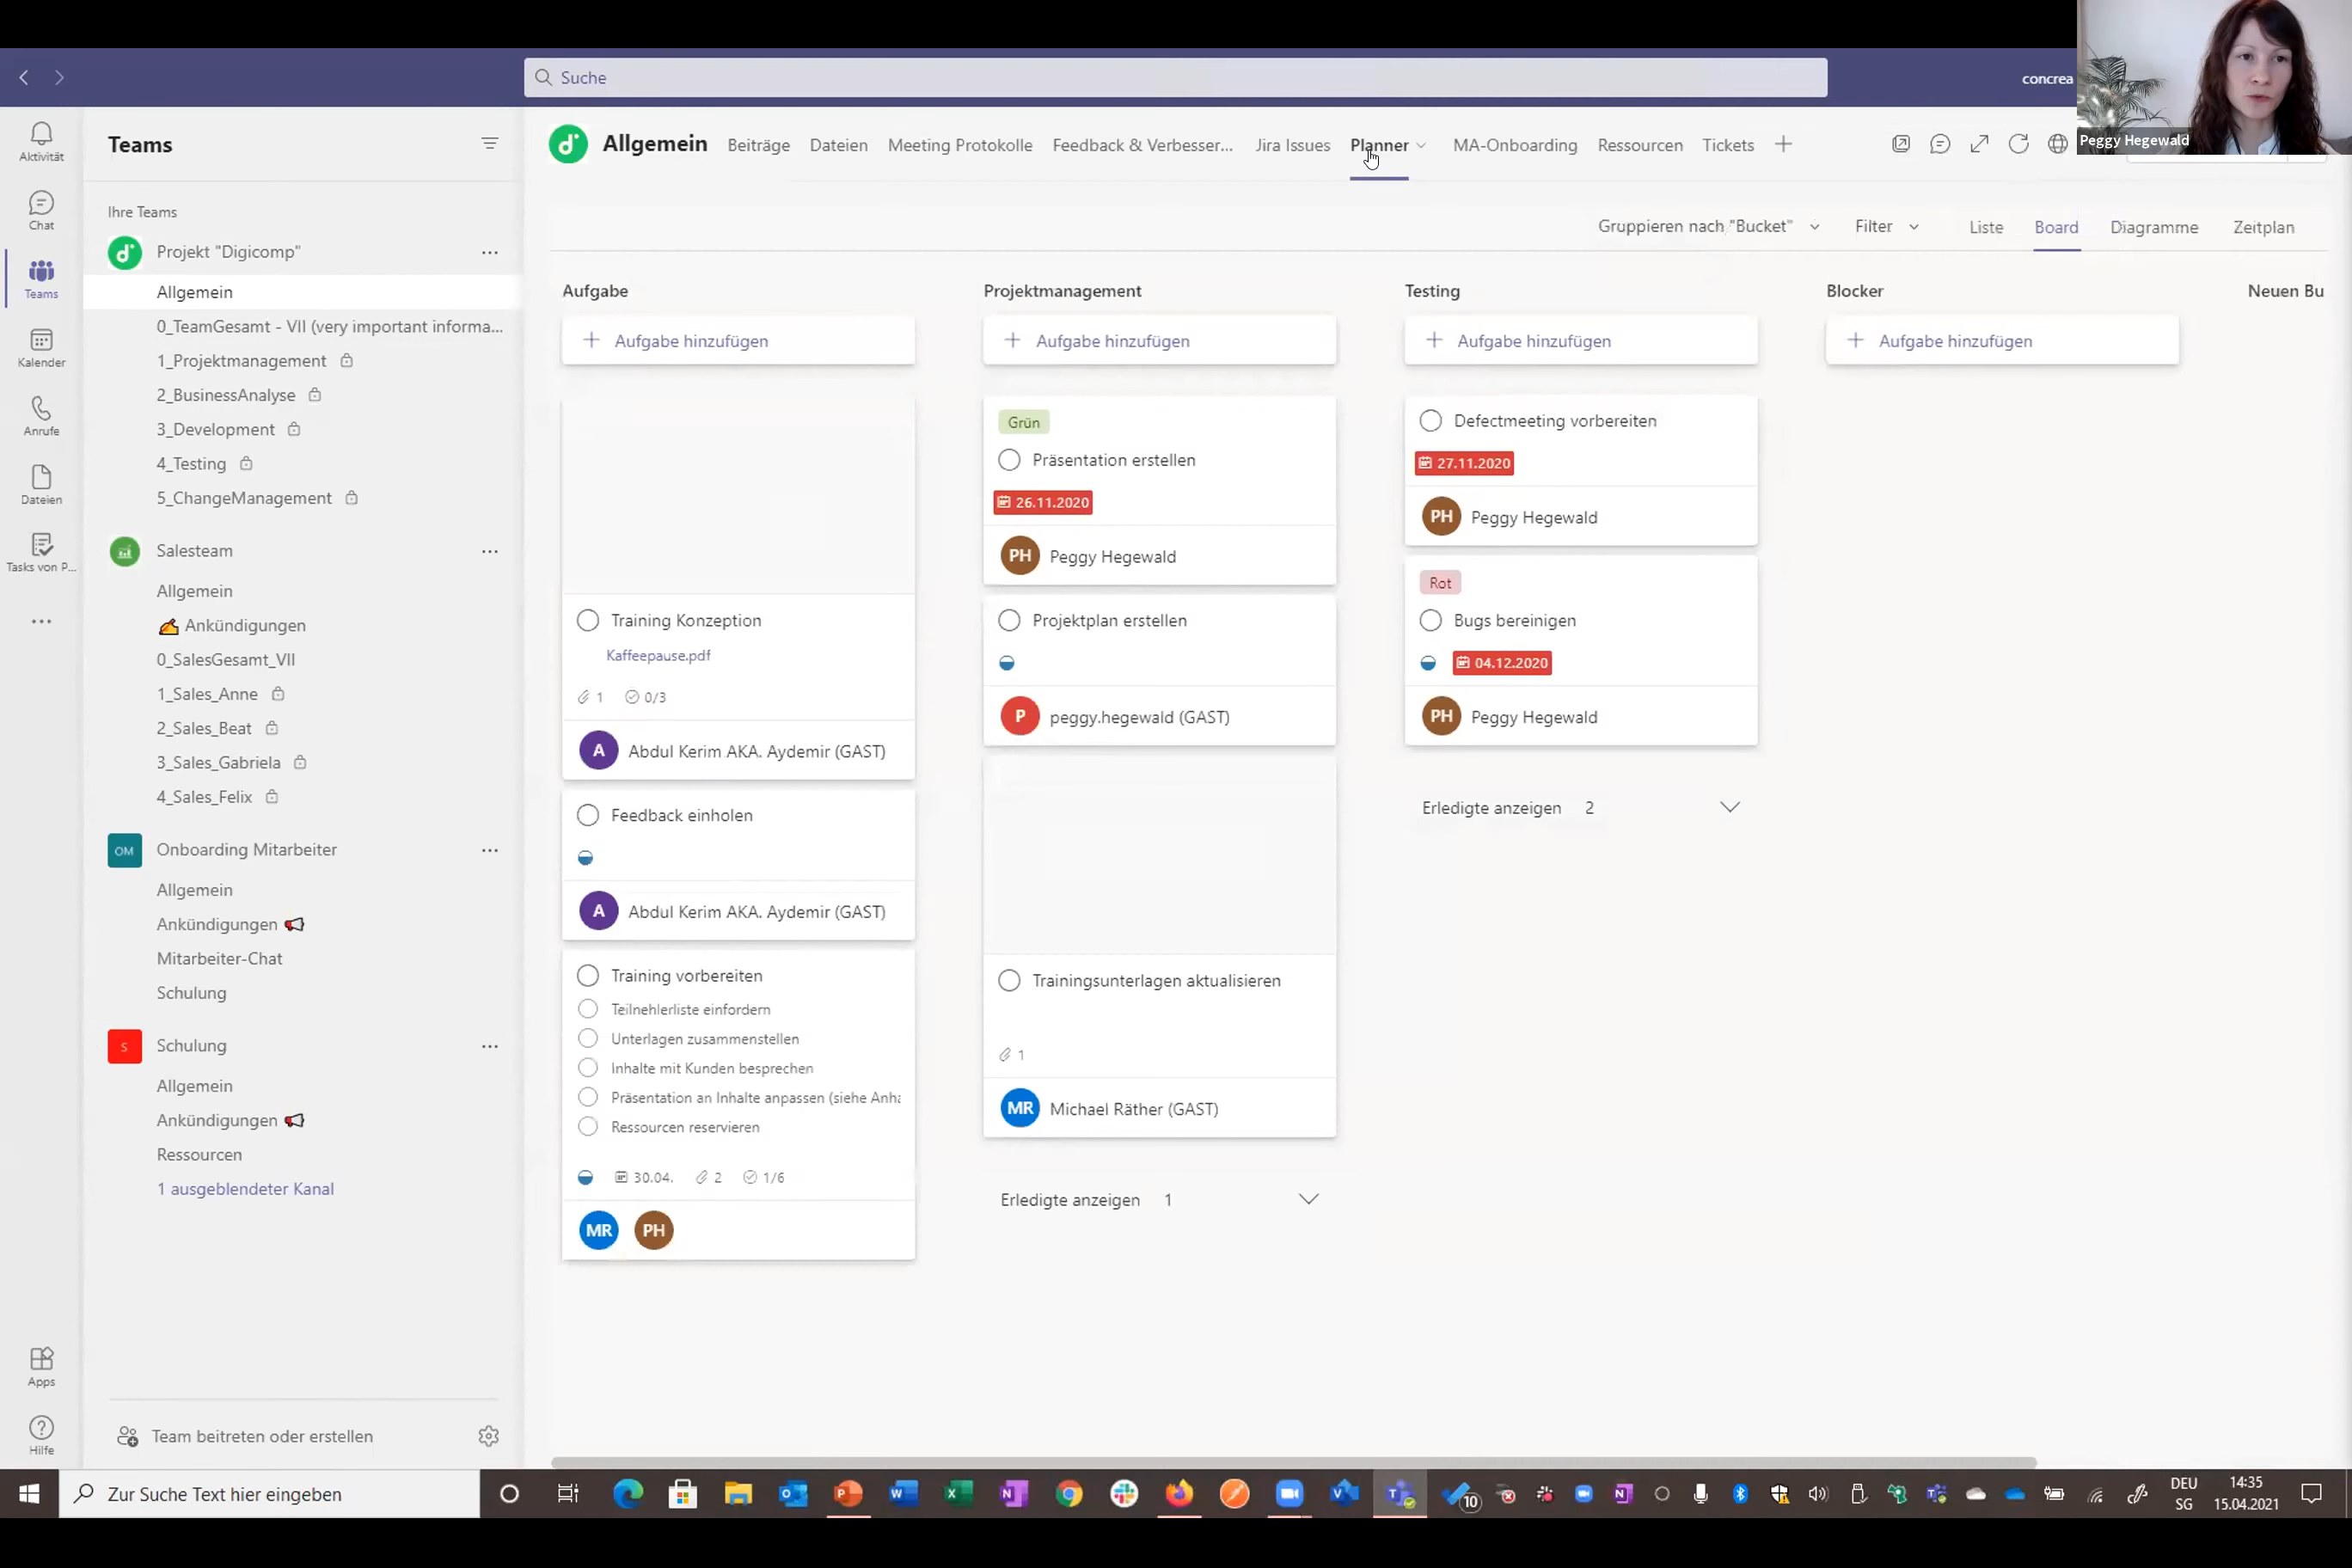 Suche
concrea
Peggy Hegewald
Aktivität
Chat
Teams
Kalender
Anrufe
Dateien
Tasks von P...
Apps
Hilfe
Teams
Ihre Teams
Projekt "Digicomp"
Allgemein
0_TeamGesamt - VII (very important informa...
1_Projektmanagement
2_BusinessAnalyse
3_Development
4_Testing
5_ChangeManagement
Salesteam
Allgemein
Ankündigungen
0_SalesGesamt_VII
1_Sales_Anne
2_Sales_Beat
3_Sales_Gabriela
4_Sales_Felix
OM Onboarding Mitarbeiter
Allgemein
Ankündigungen
Mitarbeiter-Chat
Schulung
S Schulung
Allgemein
Ankündigungen
Ressourcen
1 ausgeblendeter Kanal
Team beitreten oder erstellen
d Allgemein Beiträge Dateien Meeting Protokolle Feedback & Verbesser... Jira Issues Planner MA-Onboarding Ressourcen Tickets
Gruppieren nach "Bucket" Filter Liste Board Diagramme Zeitplan
Aufgabe
Aufgabe hinzufügen
Training Konzeption
Kaffeepause.pdf
1 0/3
A Abdul Kerim AKA. Aydemir (GAST)
Feedback einholen
A Abdul Kerim AKA. Aydemir (GAST)
Training vorbereiten
Teilnehlerliste einfordern
Unterlagen zusammenstellen
Inhalte mit Kunden besprechen
Präsentation an Inhalte anpassen (siehe Anha
Ressourcen reservieren
30.04. 2 1/6
MR PH
Projektmanagement
Aufgabe hinzufügen
Grün
Präsentation erstellen
26.11.2020
PH Peggy Hegewald
Projektplan erstellen
P peggy.hegewald (GAST)
Trainingsunterlagen aktualisieren
1
MR Michael Räther (GAST)
Erledigte anzeigen 1
Testing
Aufgabe hinzufügen
Defectmeeting vorbereiten
27.11.2020
PH Peggy Hegewald
Rot
Bugs bereinigen
04.12.2020
PH Peggy Hegewald
Erledigte anzeigen 2
Blocker
Aufgabe hinzufügen
Neuen Bu
Zur Suche Text hier eingeben
10
DEU
SG
14:35
15.04.2021